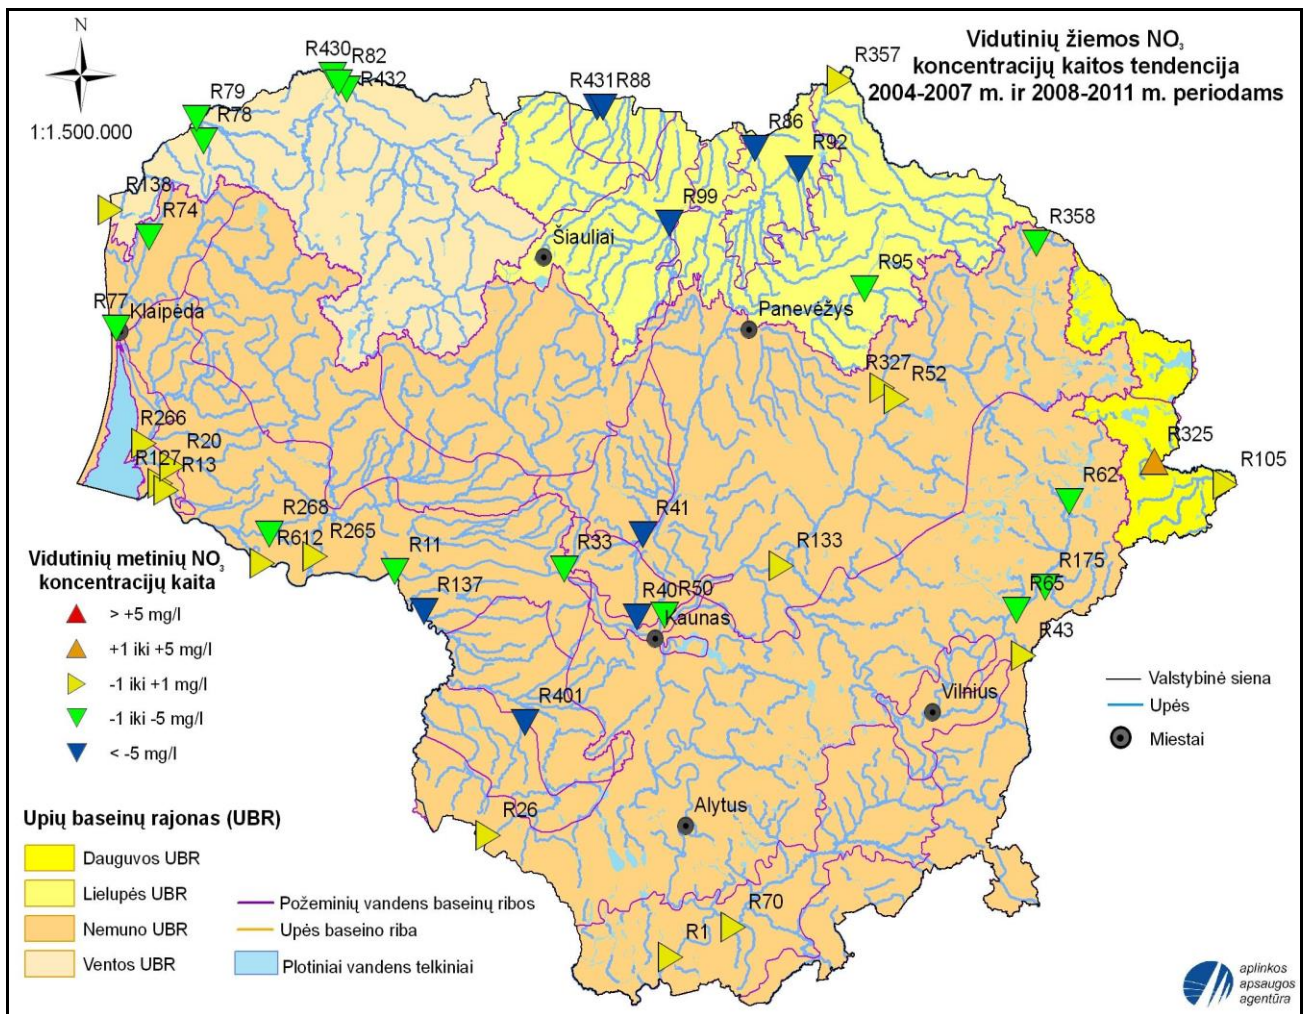 N
1:1.500.000
Vidutinių žiemos NO3
koncentracijų kaitos tendencija
2004-2007 m. ir 2008-2011 m. periodams
R430
R82
R432
R431
R88
R357
R79
R78
R86
R92
R138
R74
R99
R358
Šiauliai
R95
R77
Klaipėda
Panevėžys
R327
R52
R266
R20
R127
R13
R325
R105
R62
R268
R612
R265
R11
R41
R33
R133
R175
R137
R40
R50
R65
Kaunas
R43
R401
Vilnius
R26
Alytus
R70
R1
Vidutinių metinių NO3
koncentracijų kaita
> +5 mg/l
+1 iki +5 mg/l
-1 iki +1 mg/l
-1 iki -5 mg/l
< -5 mg/l
Upių baseinų rajonas (UBR)
Dauguvos UBR
Lielupės UBR
Nemuno UBR
Ventos UBR
Požeminių vandens baseinų ribos
Upės baseino riba
Plotiniai vandens telkiniai
Valstybinė siena
Upės
Miestai
aplinkos
apsaugos
agentūra